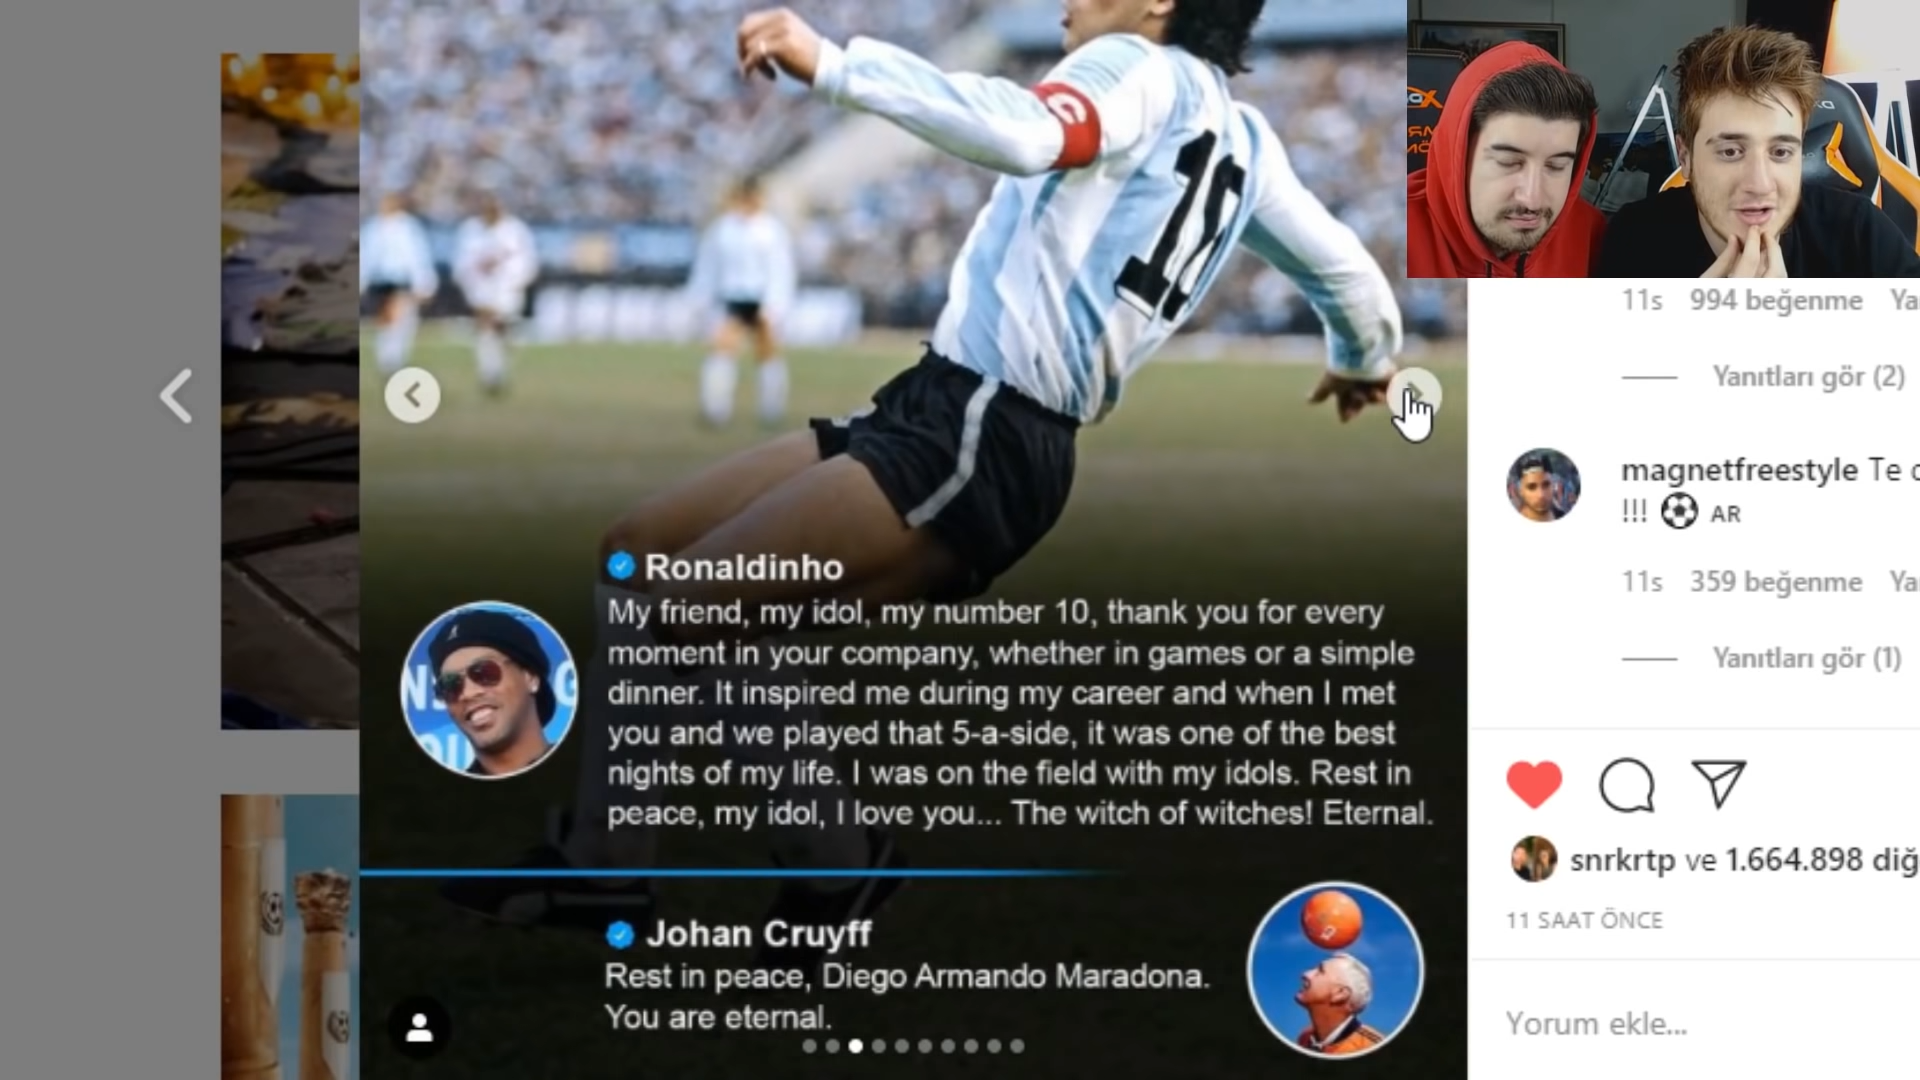 10
Ronaldinho
My friend, my idol, my number 10, thank you for every
moment in your company, whether in games or a simple
dinner. It inspired me during my career and when I met
you and we played that 5-a-side, it was one of the best
nights of my life. I was on the field with my idols. Rest in
peace, my idol, I love you... The witch of witches! Eternal.
Johan Cruyff
Rest in peace, Diego Armando Maradona.
You are eternal.
11s 994 beğenme Ya
Yanıtları gör (2)
magnetfreestyle Te
!!! AR
11s 359 beğenme Ya
Yanıtları gör (1)
snrkrtp ve 1.664.898 diğ
11 SAAT ÖNCE
Yorum ekle...